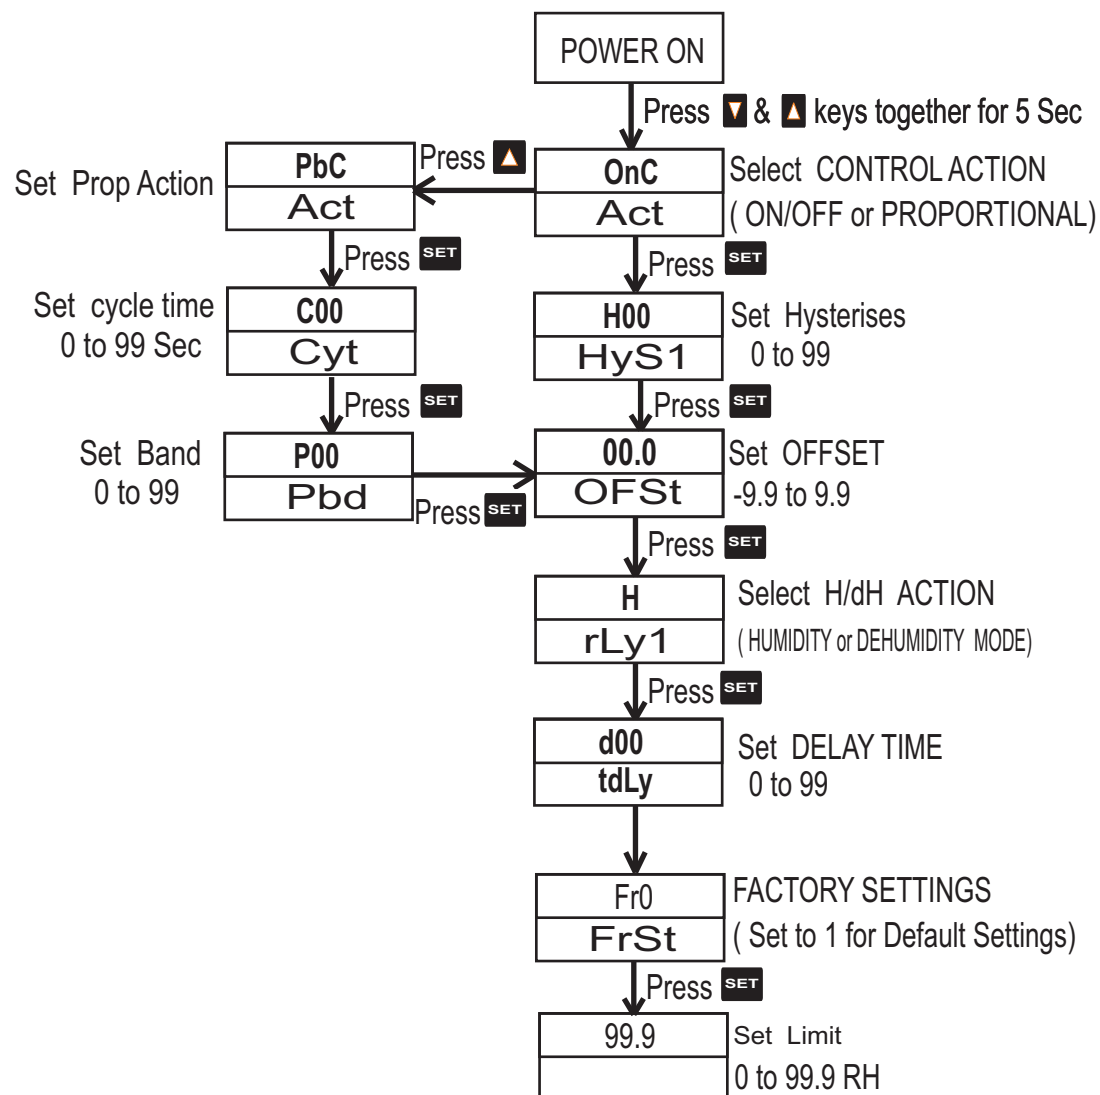 POWER ON
Press ▼ & ▲ keys together for 5 Sec
Set Prop Action
PbC
Act
Press ▲
OnC
Act
Select CONTROL ACTION
( ON/OFF or PROPORTIONAL)
Press SET
Press SET
Set cycle time
0 to 99 Sec
C00
Cyt
H00
HyS1
Set Hysterises
0 to 99
Press SET
Press SET
Set Band
0 to 99
P00
Pbd
Press SET
00.0
OFSt
Set OFFSET
-9.9 to 9.9
Press SET
H
rLy1
Select H/dH ACTION
( HUMIDITY or DEHUMIDITY MODE)
Press SET
d00
tdLy
Set DELAY TIME
0 to 99
Fr0
FrSt
FACTORY SETTINGS
( Set to 1 for Default Settings)
Press SET
99.9
Set Limit
0 to 99.9 RH